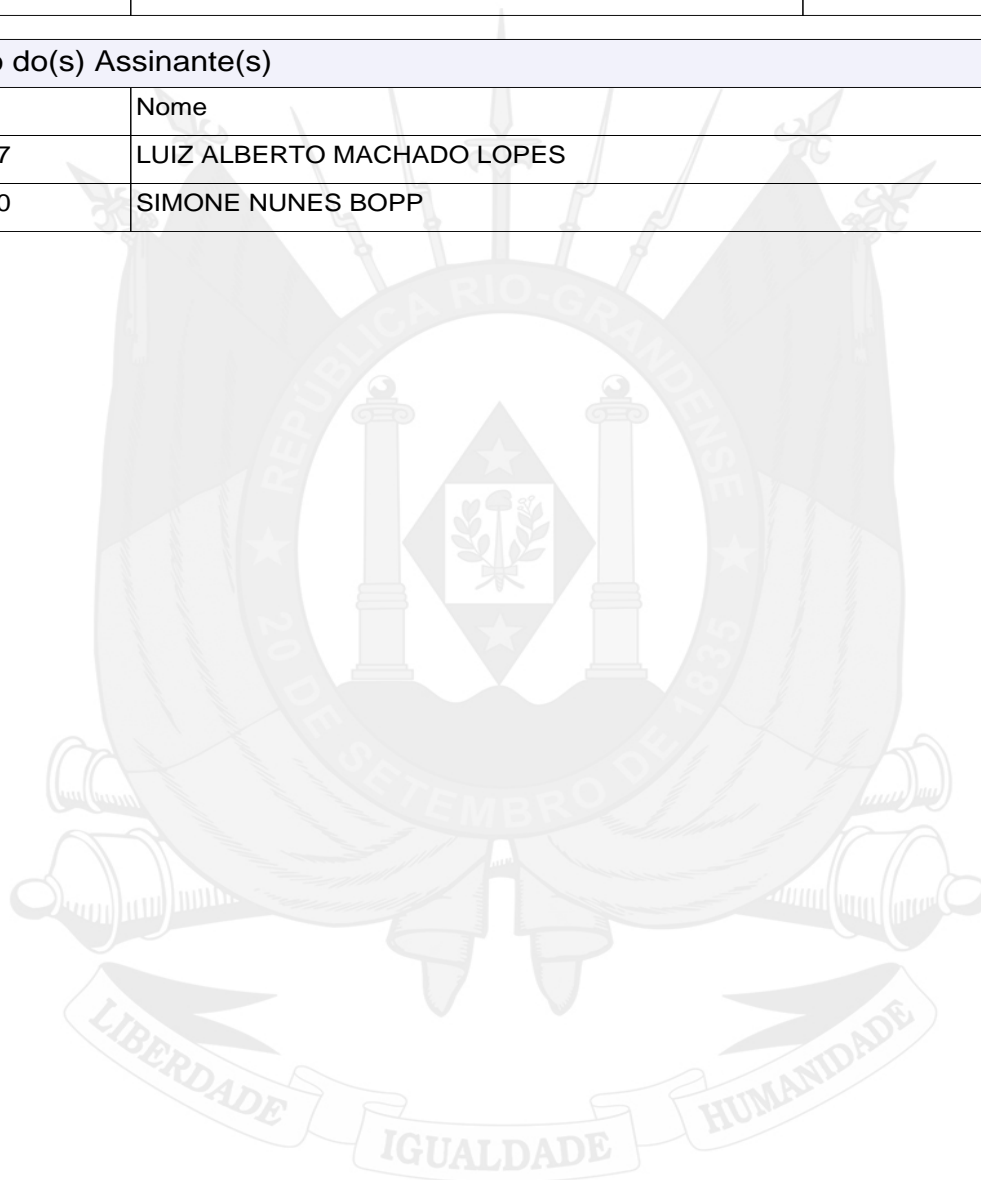 o do(s) Assinante(s)
Nome
7 LUIZ ALBERTO MACHADO LOPES
0 SIMONE NUNES BOPP
REPÚBLICA RIO-GRANDENSE
★ 20 DE SETEMBRO DE 1835 ★
LIBERDADE
IGUALDADE
HUMANIDADE